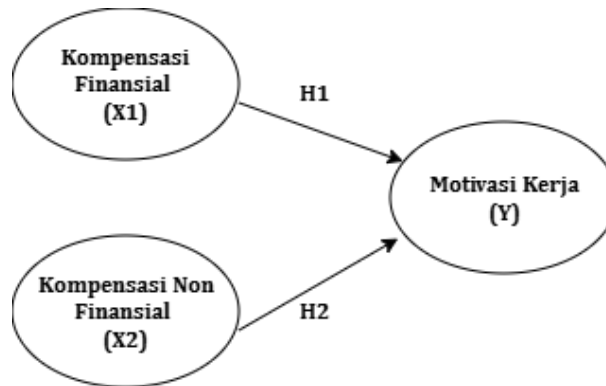 Kompensasi
Finansial
(X1)
H1
Motivasi Kerja
(Y)
Kompensasi Non
Finansial
(X2)
H2